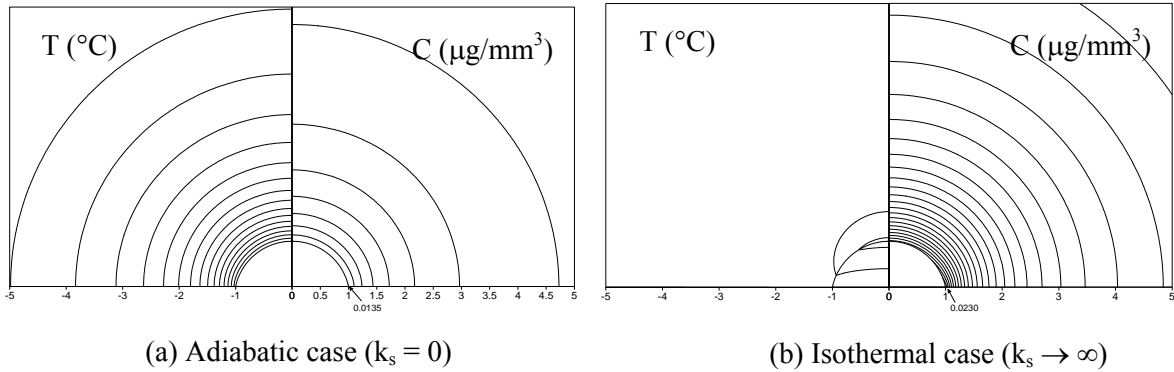 T (°C)
C (μg/mm³)
-5 -4 -3 -2 -1 0 0 0.5 1 1.5 2 2.5 3 3.5 4 4.5 5
0.0135
(a) Adiabatic case (kₛ = 0)
T (°C)
C (μg/mm³)
-5 -4 -3 -2 -1 0 0 1 2 3 4 5
0.0230
(b) Isothermal case (kₛ → ∞)